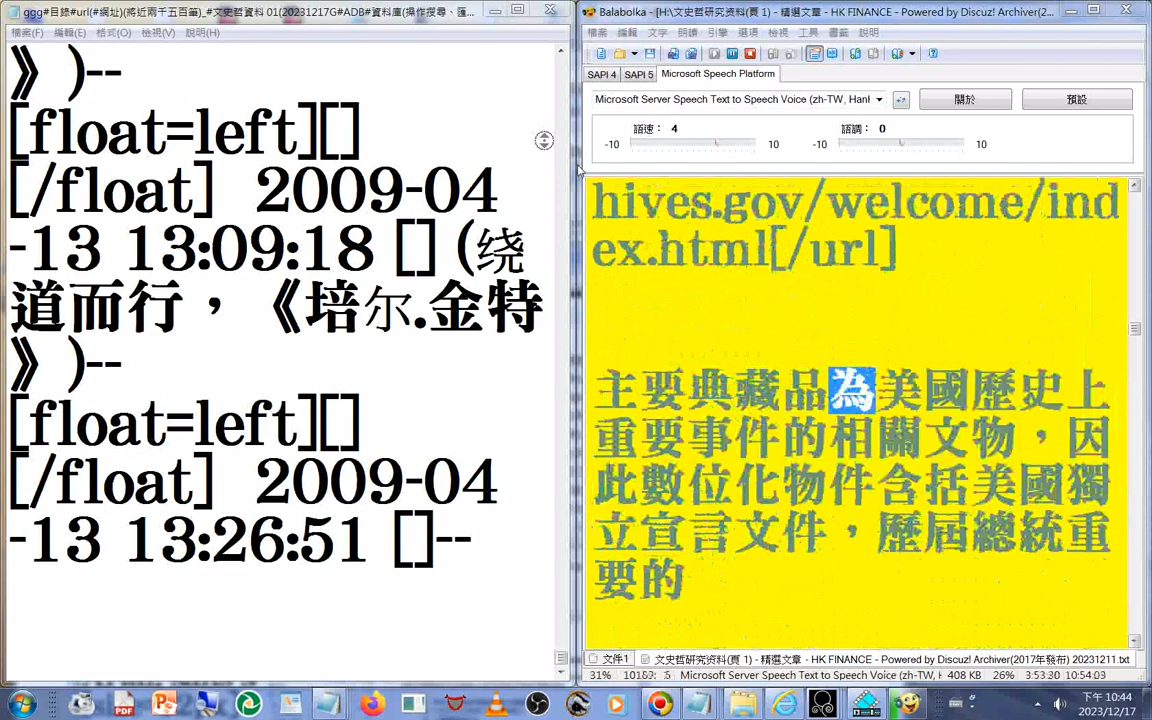 ggg#目錄#url(#網址)(將近兩千五百筆)_#文史哲資料 01(20231217G#ADB#資料庫(操作搜尋、匯...
檔案(F) 編輯(E) 格式(O) 檢視(V) 說明(H)
》)--
[float=left][]
[/float] 2009-04
-13 13:09:18 [] (绕
道而行，《培尔.金特
》)--
[float=left][]
[/float] 2009-04
-13 13:26:51 []--
Balabolka - [H:\文史哲研究资料(頁 1) - 精選文章 - HK FINANCE - Powered by Discuz! Archiver(2...
檔案 編輯 文字 朗讀 引擎 選項 檢視 工具 書籤 說明
SAPI 4 SAPI 5 Microsoft Speech Platform
Microsoft Server Speech Text to Speech Voice (zh-TW, Hanl 關於 預設
語速： 4 語調： 0
-10 10 -10 10
hives.gov/welcome/ind
ex.html[/url]
主要典藏品為美國歷史上
重要事件的相關文物，因
此數位化物件含括美國獨
立宣言文件，歷屆總統重
要的
文件1 文史哲研究资料(頁 1) - 精選文章 - HK FINANCE - Powered by Discuz! Archiver(2017年發布) 20231211.txt
31% Microsoft Server Speech Text to Speech Voice (zh-TW, H 408 KB 26% 3:53:30, 10:54:03
下午 10:44
2023/12/17